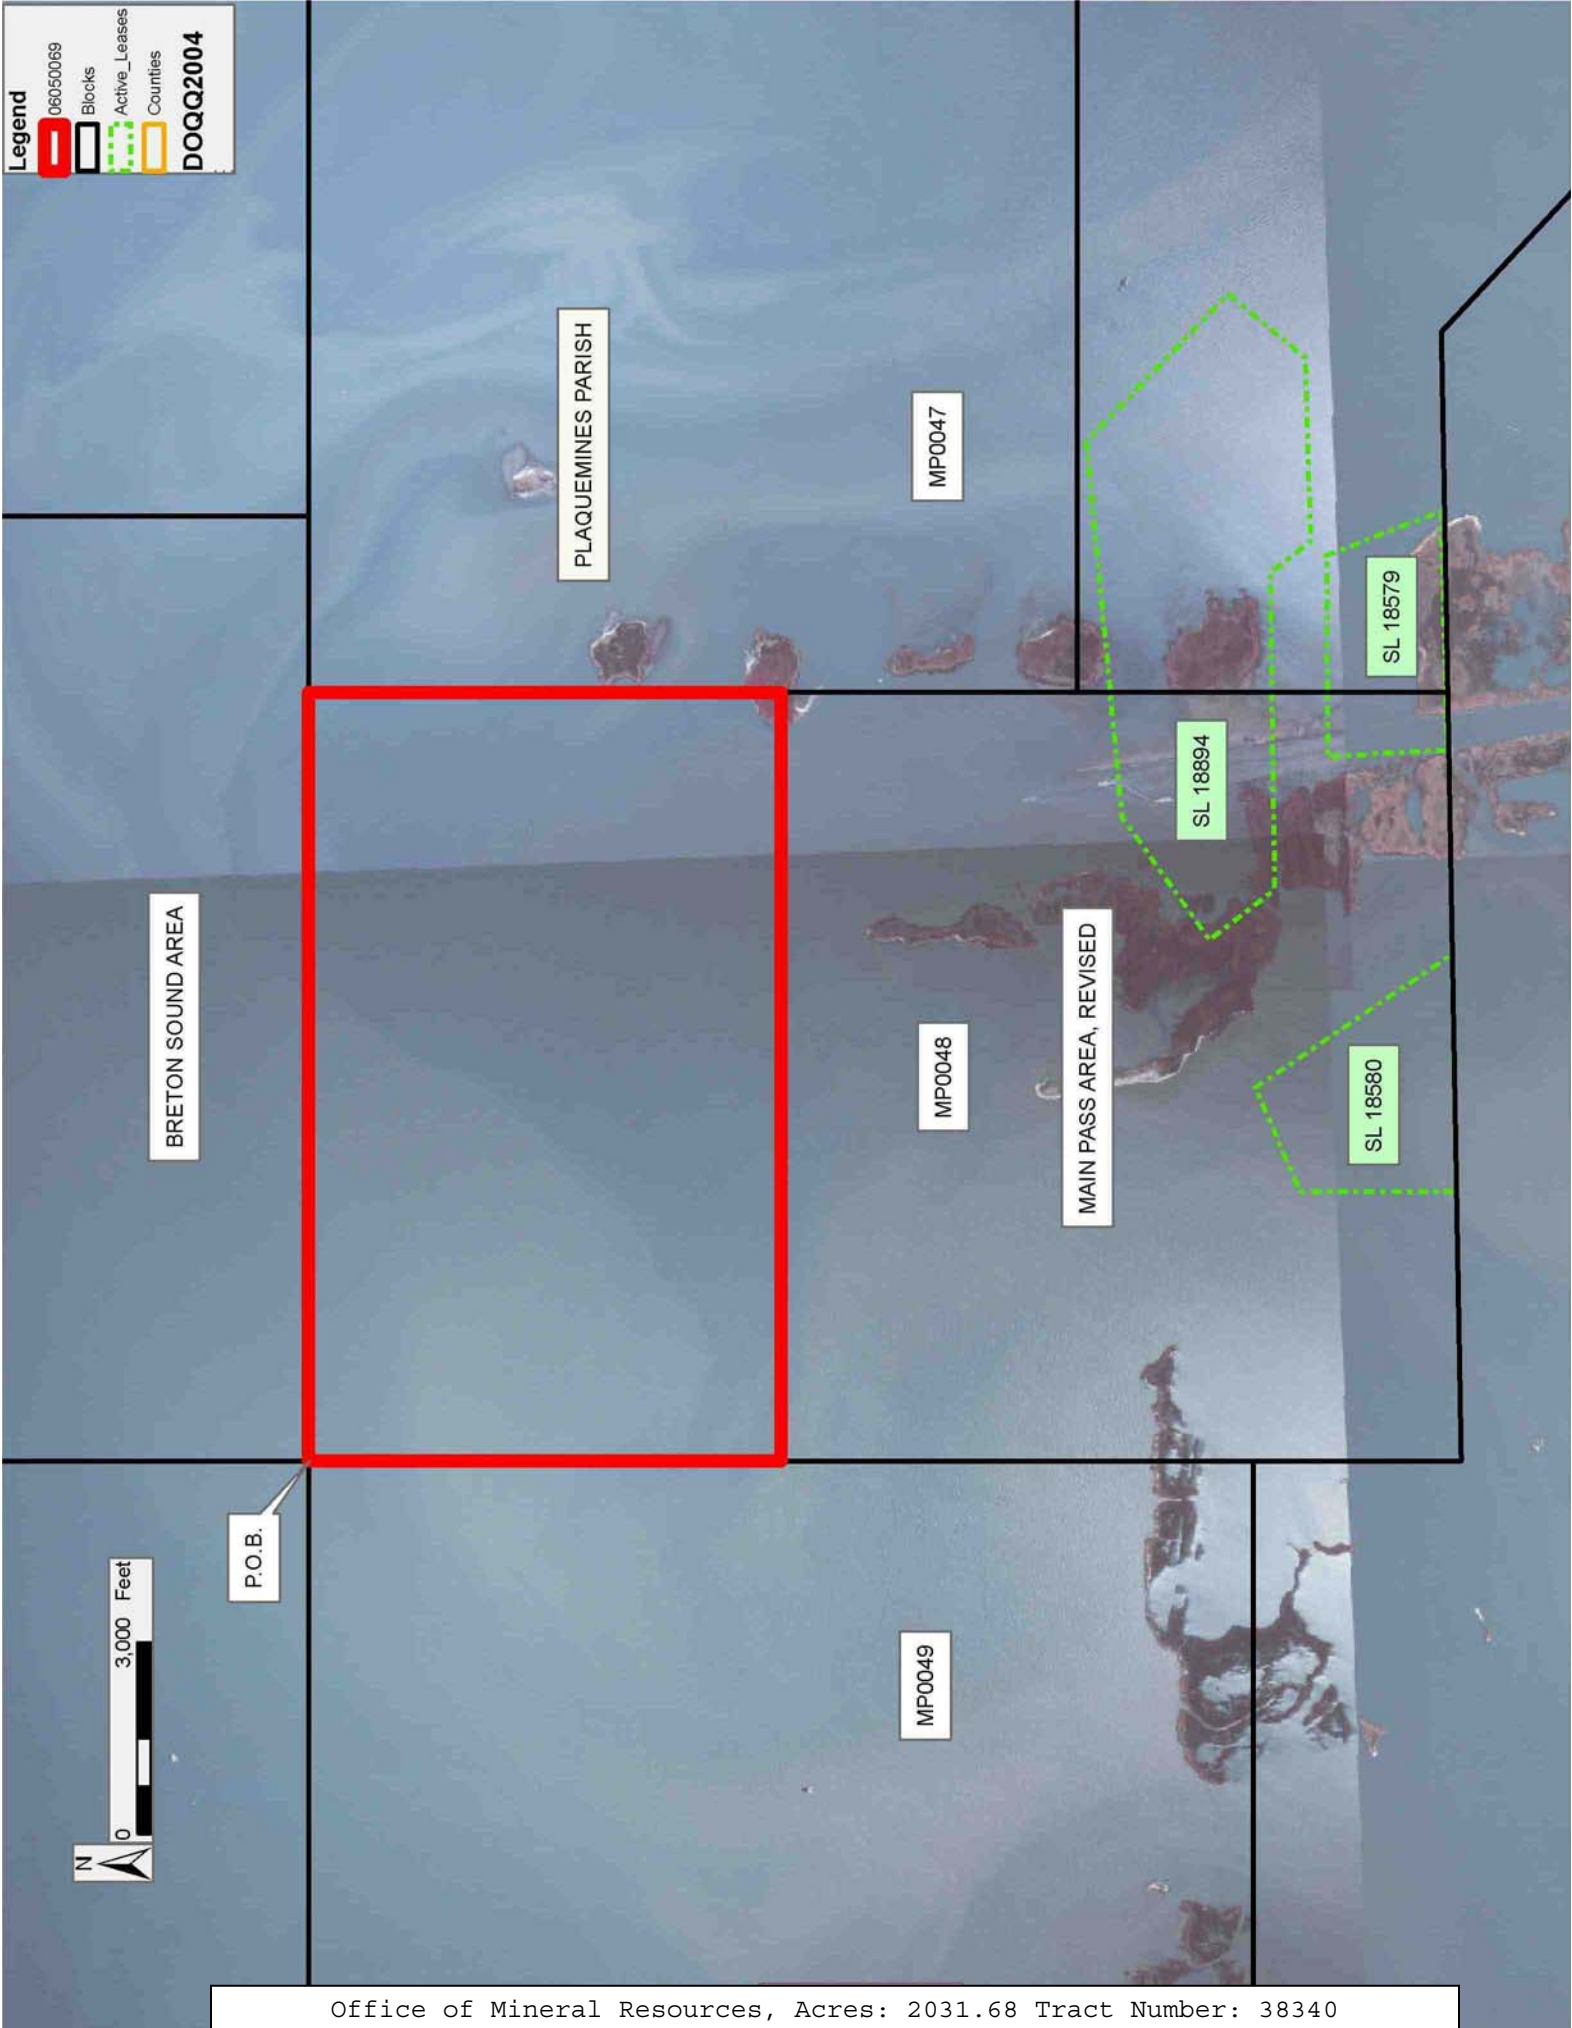 Legend
06050069
Blocks
Active_Leases
Counties
DOQQ2004
N
0 3,000 Feet
P.O.B.
BRETON SOUND AREA
PLAQUEMINES PARISH
MP0049
MP0048
MP0047
MAIN PASS AREA, REVISED
SL 18894
SL 18580
SL 18579
Office of Mineral Resources, Acres: 2031.68 Tract Number: 38340